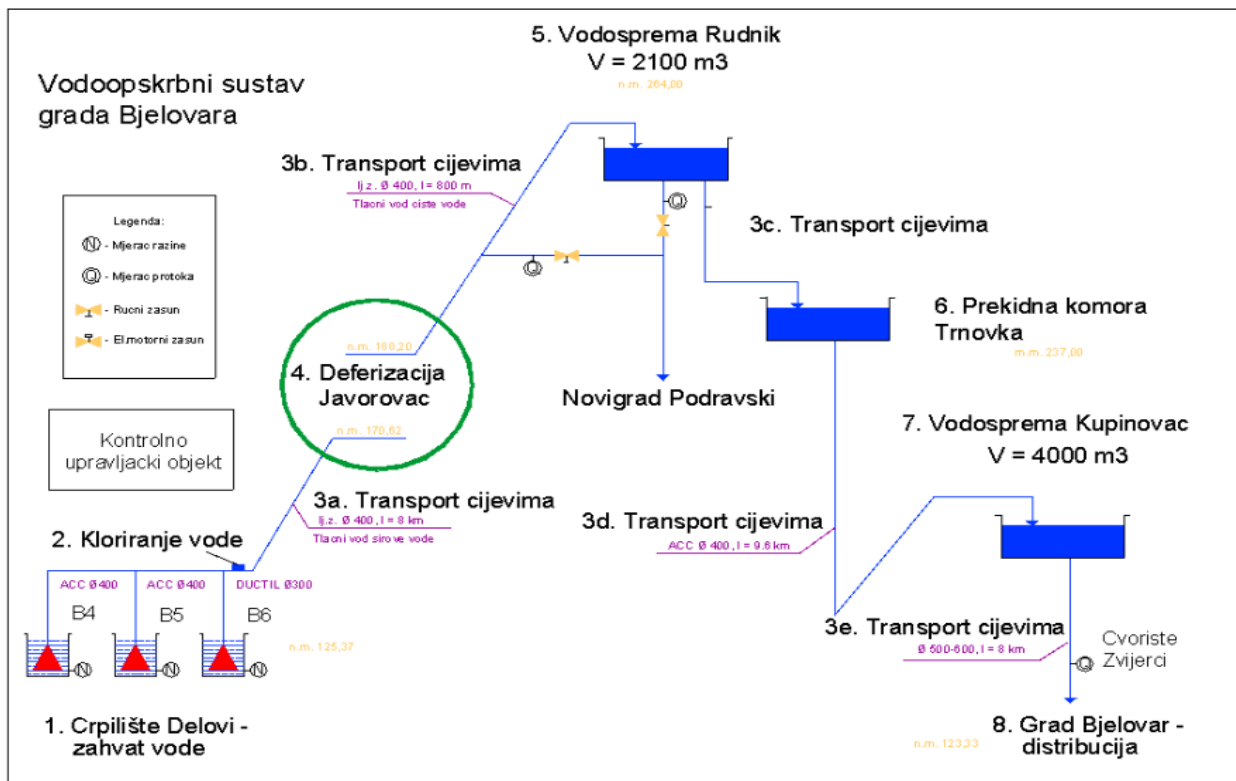 Vodoopskrbni sustav
grada Bjelovara
5. Vodosprema Rudnik
V = 2100 m3
n.m. 264,00
3b. Transport cijevima
lj.z. Ø 400, l = 800 m
Tlacni vod ciste vode
Legenda:
N - Mjerac razine
Q - Mjerac protoka
- Rucni zasun
- El.motorni zasun
Q
Q
3c. Transport cijevima
6. Prekidna komora
Trnovka
m.m. 237,00
n.m. 188,20
4. Deferizacija
Javorovac
n.m. 170,62
Novigrad Podravski
7. Vodosprema Kupinovac
V = 4000 m3
Kontrolno
upravljacki objekt
3a. Transport cijevima
lj.z. Ø 400, l = 8 km
Tlacni vod sirove vode
3d. Transport cijevima
ACC Ø 400, l = 9.6 km
2. Kloriranje vode
ACC Ø400
ACC Ø400
DUCTIL Ø300
B4
B5
B6
N
N
N
n.m. 125,37
3e. Transport cijevima
Ø 500-600, l = 8 km
Cvoriste
Zvijerci
Q
1. Crpilište Delovi -
zahvat vode
8. Grad Bjelovar -
distribucija
n.m. 123,33